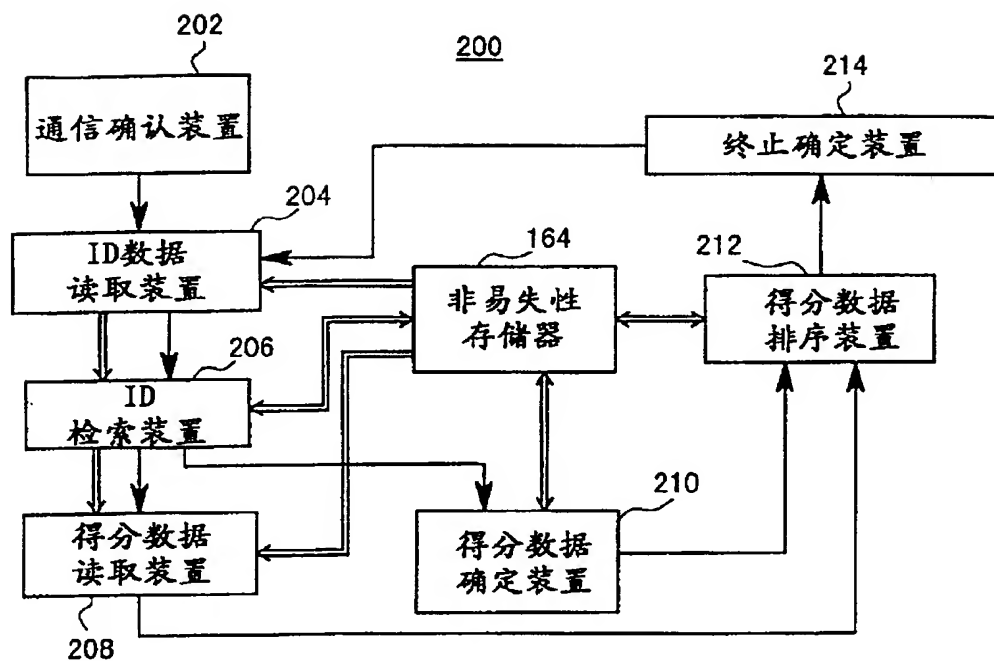 202
200
214
通信确认装置
终止确定装置
204
ID数据
读取装置
164
212
非易失性
存储器
得分数据
排序装置
206
ID
检索装置
210
得分数据
读取装置
得分数据
确定装置
208